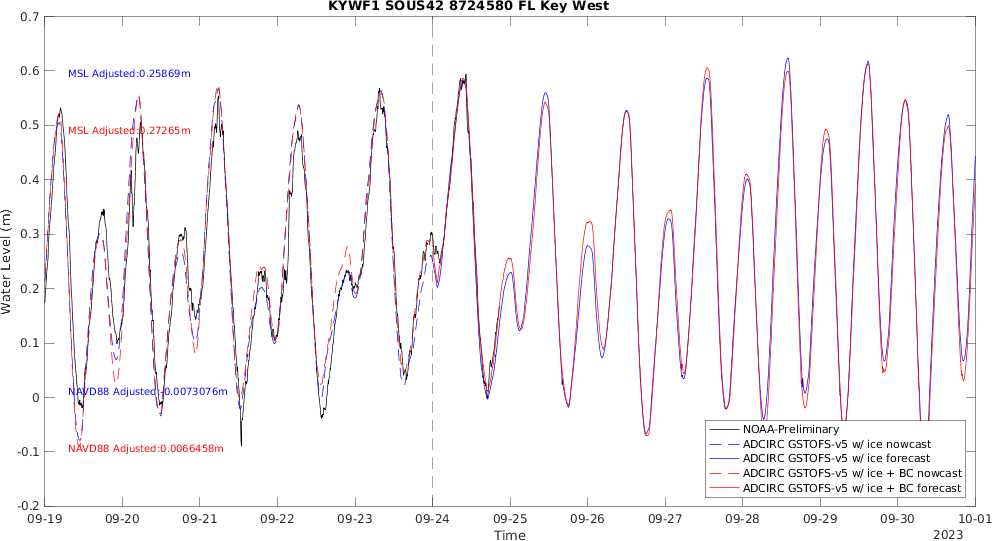 KYWF1 SOUS42 8724580 FL Key West
0.7
0.6
0.5
0.4
0.3
0.2
0.1
0
-0.1
-0.2
Water Level (m)
MSL Adjusted:0.25869m
MSL Adjusted:0.27265m
NAVD88 Adjusted:-0.0073076m
NAVD88 Adjusted:0.0066458m
NOAA-Preliminary
ADCIRC GSTOFS-v5 w/ ice nowcast
ADCIRC GSTOFS-v5 w/ ice forecast
ADCIRC GSTOFS-v5 w/ ice + BC nowcast
ADCIRC GSTOFS-v5 w/ ice + BC forecast
09-19 09-20 09-21 09-22 09-23 09-24 09-25 09-26 09-27 09-28 09-29 09-30 10-01
Time
2023